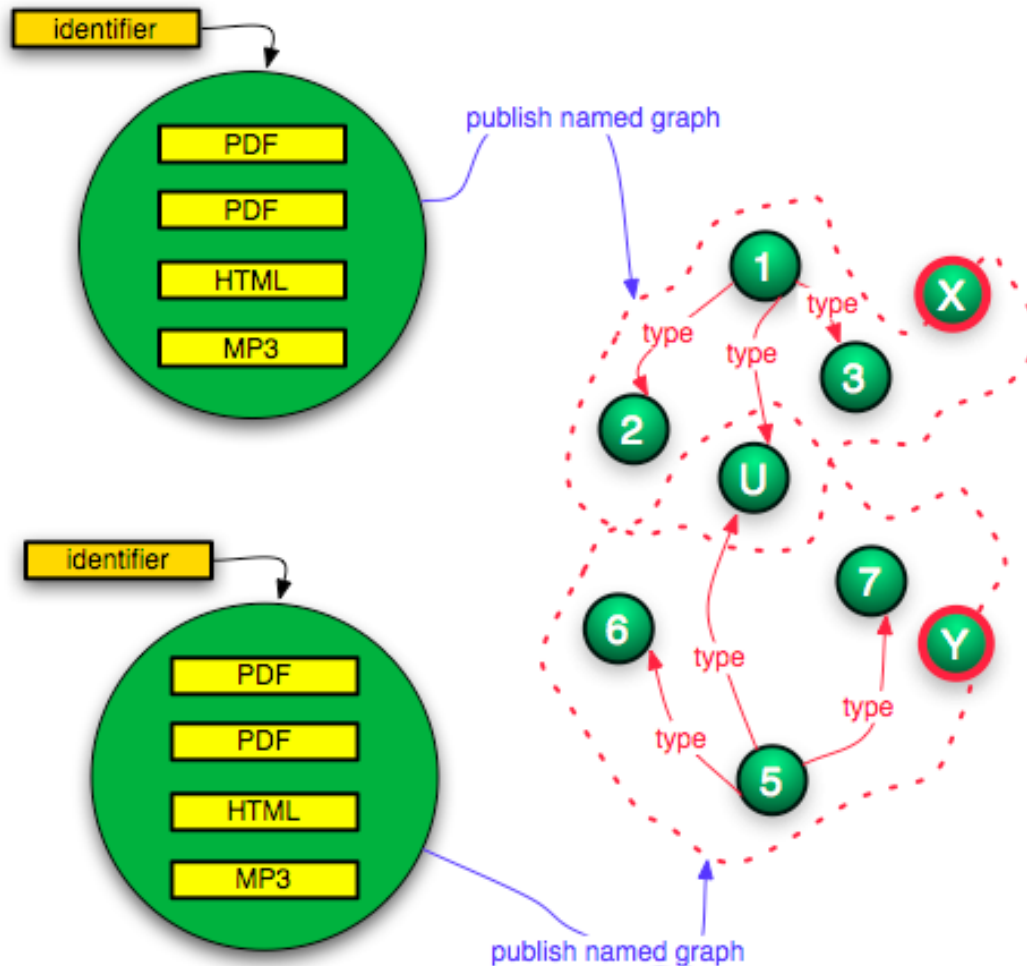 identifier
PDF
PDF
HTML
MP3
publish named graph
1
X
type
type
type
3
2
U
identifier
PDF
PDF
HTML
MP3
7
6
Y
type
type
type
5
publish named graph